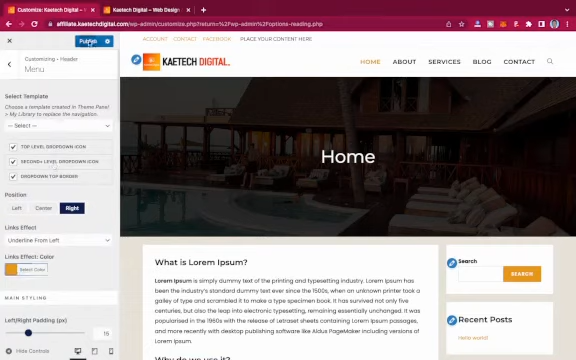 Customize: Kaetech Digital –
Kaetech Digital – Web Design
affiliate.kaetechdigital.com/wp-admin/customize.php?return=%2Fwp-admin%2Foptions-reading.php
Publish
Customizing • Header
Menu
Select Template
Choose a template created in Theme Panel
> My Library to replace the navigation.
— Select —
TOP LEVEL DROPDOWN ICON
SECOND+ LEVEL DROPDOWN ICON
DROPDOWN TOP BORDER
Position
Left Center Right
Links Effect
Underline From Left
Links Effect: Color
Select Color
MAIN STYLING
Left/Right Padding (px)
15
Hide Controls
ACCOUNT CONTACT FACEBOOK PLACE YOUR CONTENT HERE
KAETECH DIGITAL.
HOME ABOUT SERVICES BLOG CONTACT
Home
What is Lorem Ipsum?
Lorem Ipsum is simply dummy text of the printing and typesetting industry. Lorem Ipsum has
been the industry's standard dummy text ever since the 1500s, when an unknown printer took a
galley of type and scrambled it to make a type specimen book. It has survived not only five
centuries, but also the leap into electronic typesetting, remaining essentially unchanged. It was
popularised in the 1960s with the release of Letraset sheets containing Lorem Ipsum passages,
and more recently with desktop publishing software like Aldus PageMaker including versions of
Lorem Ipsum.
Why do we use it?
Search
SEARCH
Recent Posts
Hello world!